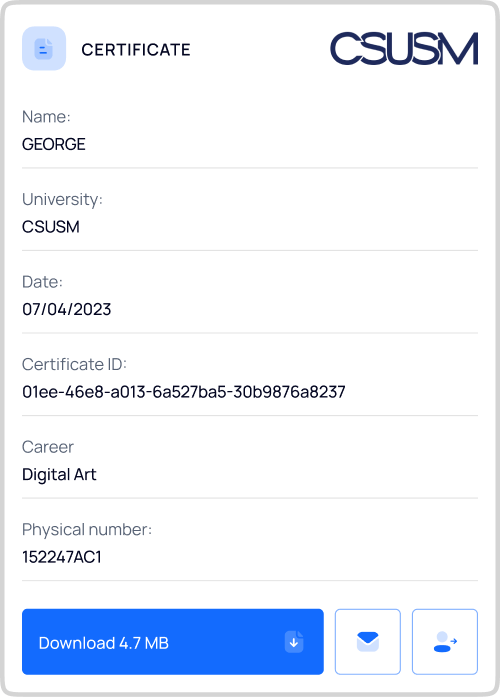 CERTIFICATE
CSUSM
Name:
GEORGE
University:
CSUSM
Date:
07/04/2023
Certificate ID:
01ee-46e8-a013-6a527ba5-30b9876a8237
Career
Digital Art
Physical number:
152247AC1
Download 4.7 MB